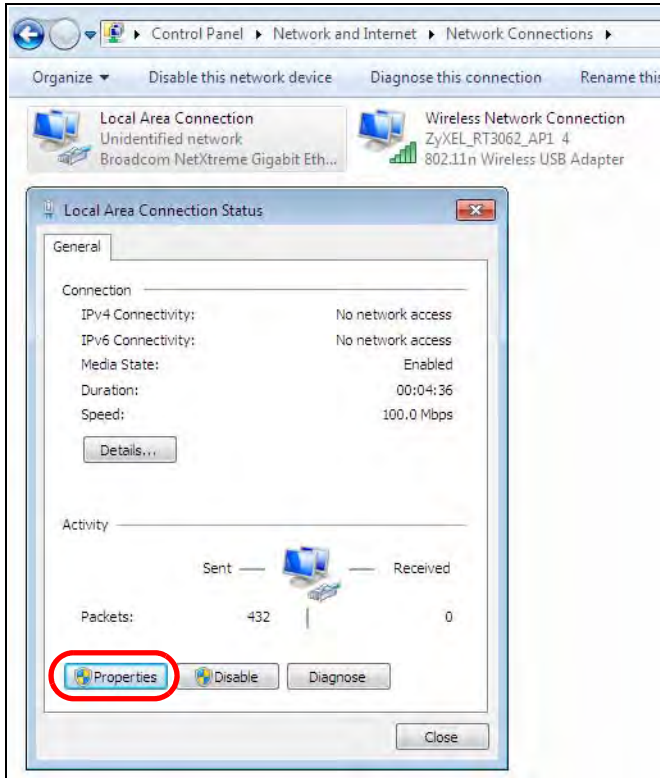 Control Panel ▸ Network and Internet ▸ Network Connections ▸
Organize ▾ Disable this network device Diagnose this connection Rename this
Local Area Connection
Unidentified network
Broadcom NetXtreme Gigabit Eth...
Wireless Network Connection
ZyXEL_RT3062_AP1 4
802.11n Wireless USB Adapter
Local Area Connection Status
General
Connection
IPv4 Connectivity: No network access
IPv6 Connectivity: No network access
Media State: Enabled
Duration: 00:04:36
Speed: 100.0 Mbps
Details...
Activity
Sent — — Received
Packets: 432 | 0
Properties Disable Diagnose
Close